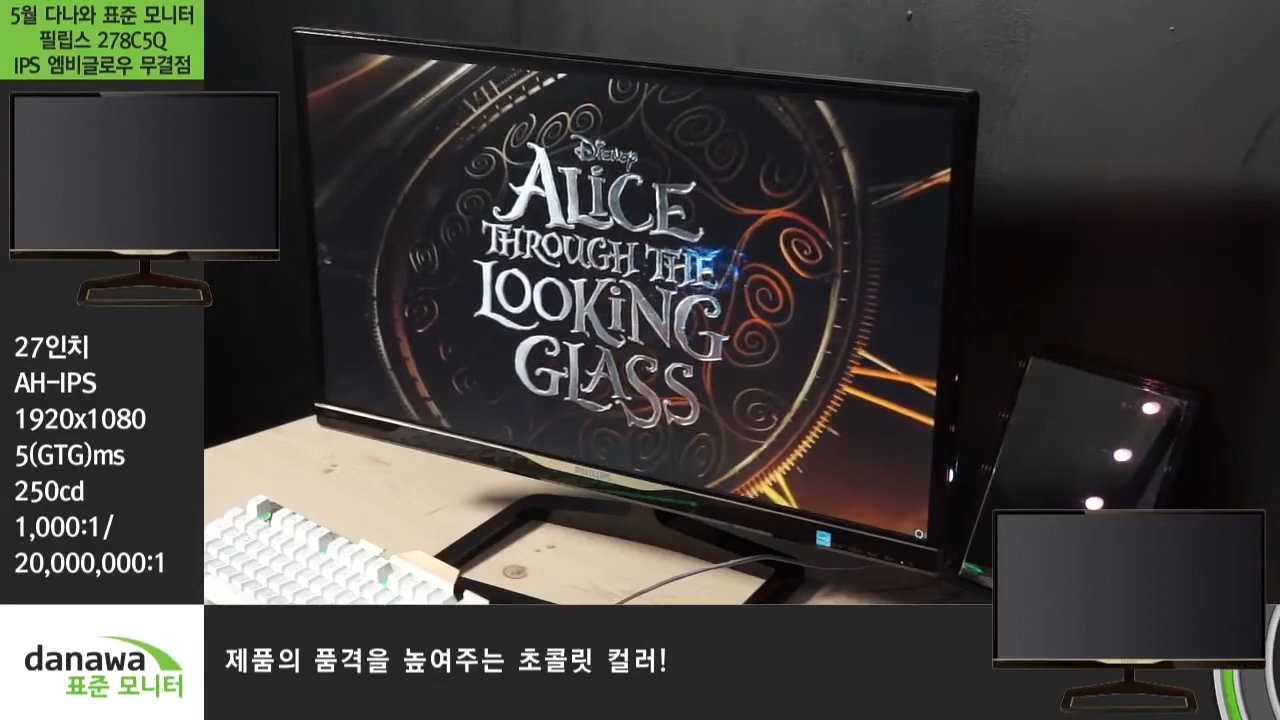 5월 다나와 표준 모니터
필립스 278C5Q
IPS 엠비글로우 무결점
27인치
AH-IPS
1920x1080
5(GTG)ms
250cd
1,000:1/
20,000,000:1
Disney
ALiCE
THROUGH THE
LOOKiNG
GLASS
PHILIPS
danawa
표준 모니터
제품의 품격을 높여주는 초콜릿 컬러!